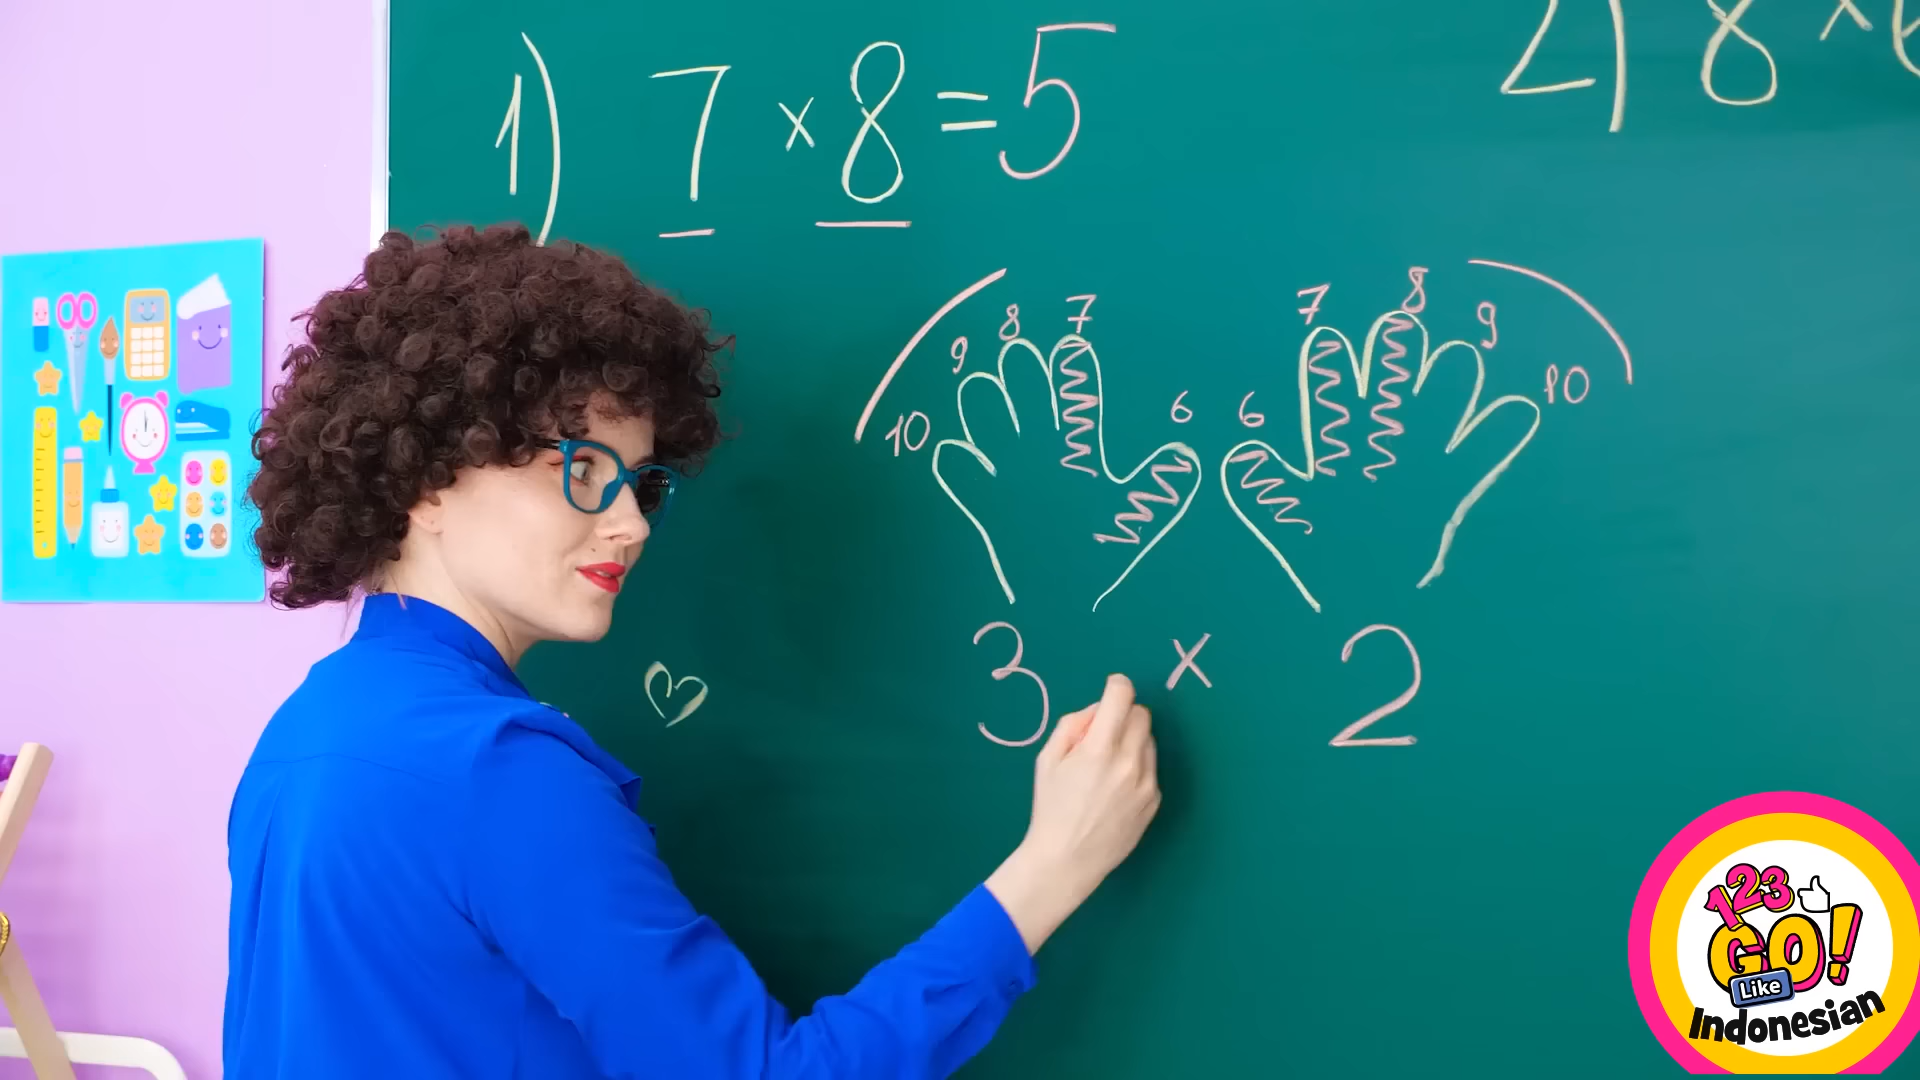 1) 7 × 8 = 5
2) 8 ×
10 9 8 7 6 6 7 8 9 10
3 × 2
123
GO!
Like
Indonesian